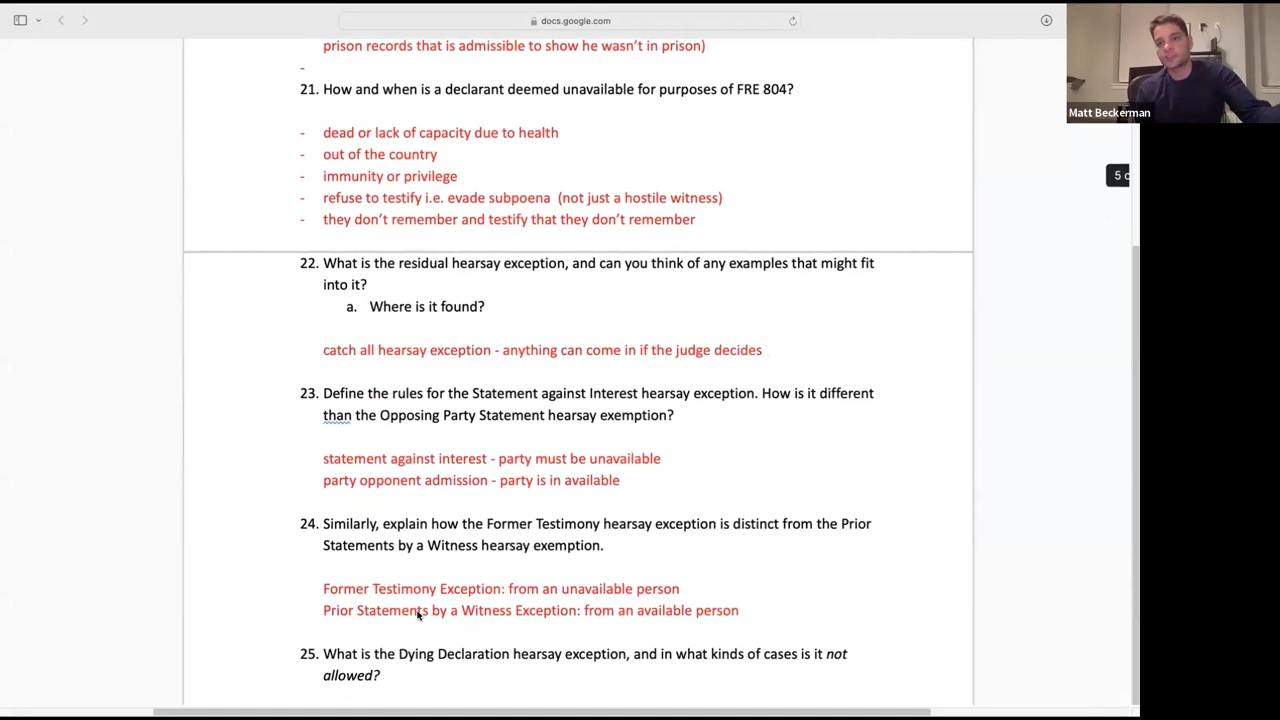 docs.google.com
Matt Beckerman
5 o
prison records that is admissible to show he wasn't in prison)
-
21. How and when is a declarant deemed unavailable for purposes of FRE 804?
- dead or lack of capacity due to health
- out of the country
- immunity or privilege
- refuse to testify i.e. evade subpoena (not just a hostile witness)
- they don't remember and testify that they don't remember
22. What is the residual hearsay exception, and can you think of any examples that might fit
into it?
a. Where is it found?
catch all hearsay exception - anything can come in if the judge decides
23. Define the rules for the Statement against Interest hearsay exception. How is it different
than the Opposing Party Statement hearsay exemption?
statement against interest - party must be unavailable
party opponent admission - party is in available
24. Similarly, explain how the Former Testimony hearsay exception is distinct from the Prior
Statements by a Witness hearsay exemption.
Former Testimony Exception: from an unavailable person
Prior Statements by a Witness Exception: from an available person
25. What is the Dying Declaration hearsay exception, and in what kinds of cases is it not
allowed?